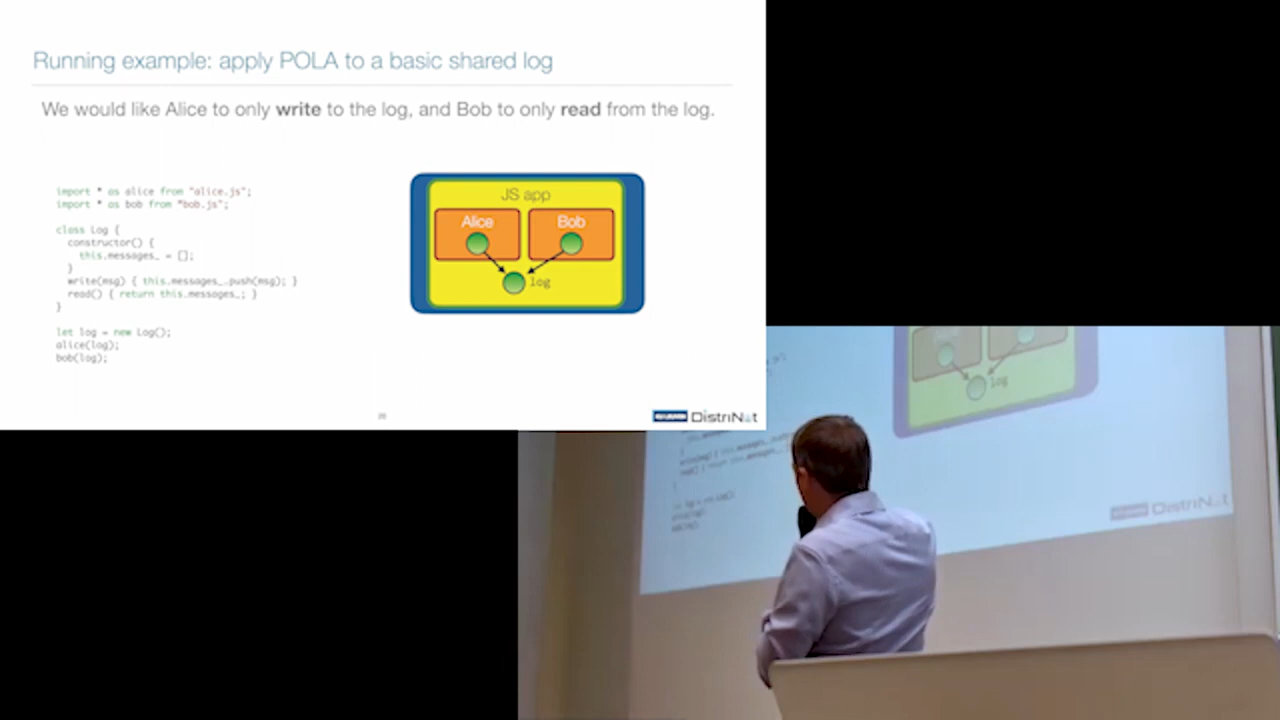 Running example: apply POLA to a basic shared log
We would like Alice to only write to the log, and Bob to only read from the log.
import * as alice from "alice.js";
import * as bob from "bob.js";
class Log {
constructor() {
this.messages_ = [];
}
write(msg) { this.messages_.push(msg); }
read() { return this.messages_; }
}
let log = new Log();
alice(log);
bob(log);
JS app
Alice
Bob
log
DistriNet
log
DistriNet